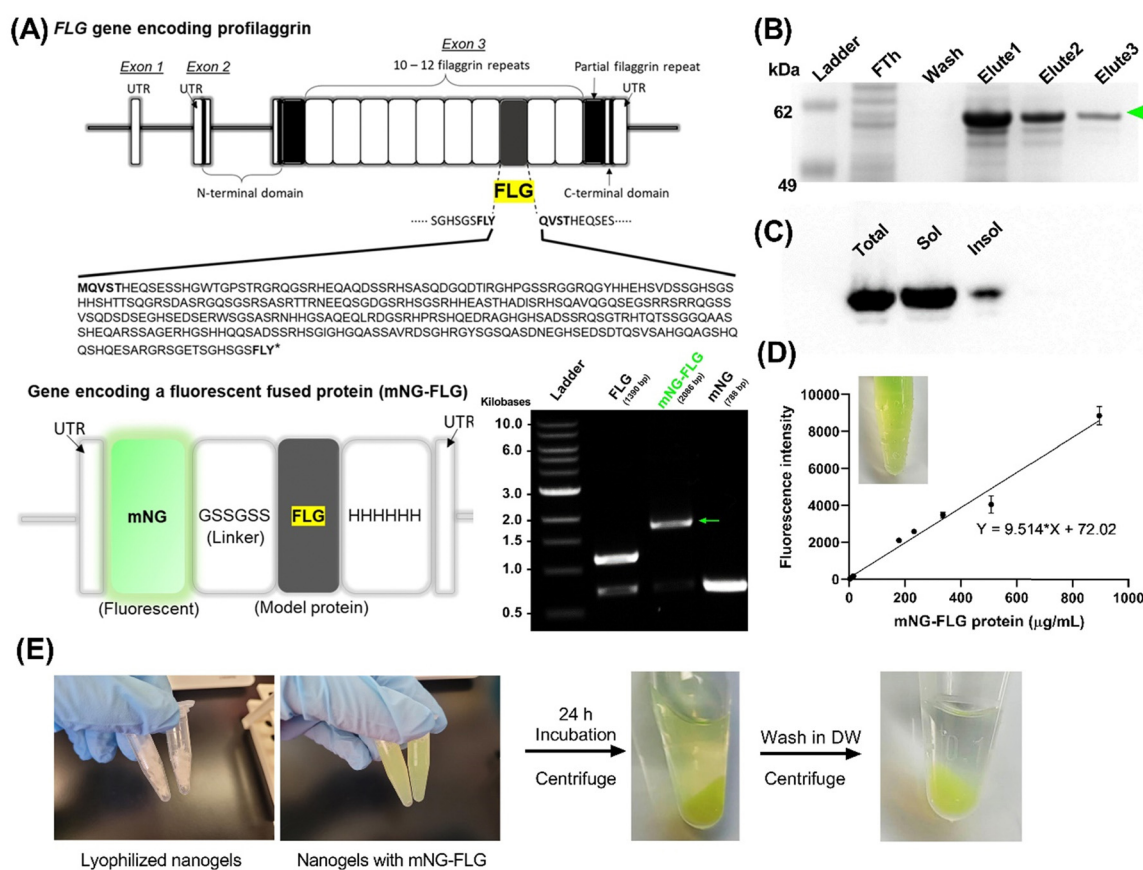 (A)
FLG gene encoding profilaggrin
Exon 1
Exon 2
Exon 3
10 – 12 filaggrin repeats
Partial filaggrin repeat
UTR
UTR
UTR
N-terminal domain
C-terminal domain
FLG
····· SGHSGSFLY
QVSTHEQSES·····
MQVSTHEQSESSHGWTGPSTRGRQGSRHEQAQDSSRHSASQDGQDTIRGHPGSSRGGRQGYHHEHSVDSSGHSGS
HHSHTTSQGRSDASRGQSGSRSASRTTRNEEQSGDGSRHSGSRHHEASTHADISRHSQAVQGQSEGSRRSRRQGSS
VSQDSDSEGHSEDSERWSGSASRNHHGSAQEQLRDGSRHPRSHQEDRAGHGHSADSSRQSGTRHTQTSSGGQAAS
SHEQARSSAGERHGSHHQQSADSSRHSGIGHGQASSAVRDSGHRGYSGSQASDNEGHSEDSDTQSVSAHGQAGSHQ
QSHQESARGRSGETSGHSGSFLY*
Gene encoding a fluorescent fused protein (mNG-FLG)
UTR
UTR
mNG
GSSGSS
(Linker)
FLG
HHHHHH
(Fluorescent)
(Model protein)
Kilobases
Ladder
FLG
(1390 bp)
mNG-FLG
(2086 bp)
mNG
(788 bp)
10.0
6.0
3.0
2.0
1.5
1.0
0.5
(B)
kDa
Ladder
FTh
Wash
Elute1
Elute2
Elute3
62
49
(C)
Total
Sol
Insol
(D)
Fluorescence intensity
10000
8000
6000
4000
2000
0
Y = 9.514*X + 72.02
0
200
400
600
800
1000
mNG-FLG protein (μg/mL)
(E)
Lyophilized nanogels
Nanogels with mNG-FLG
24 h
Incubation
Centrifuge
Wash in DW
Centrifuge